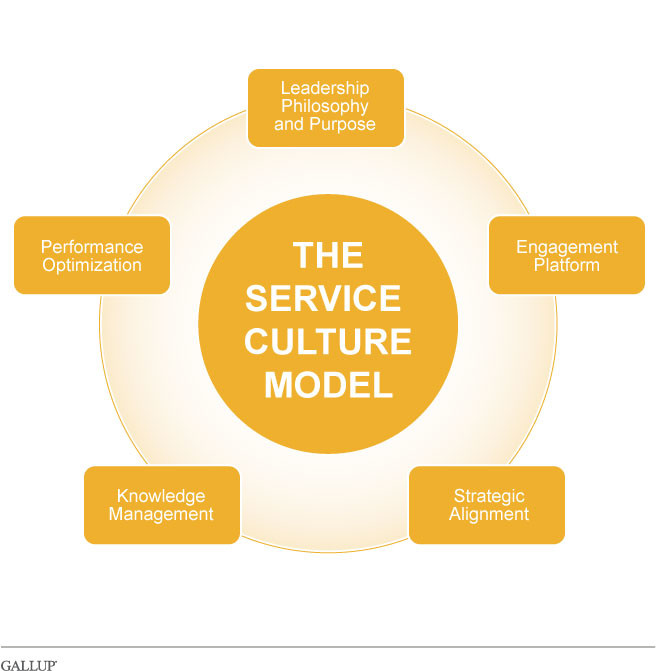 Leadership
Philosophy
and Purpose
Performance
Optimization
Engagement
Platform
THE
SERVICE
CULTURE
MODEL
Knowledge
Management
Strategic
Alignment
GALLUP®